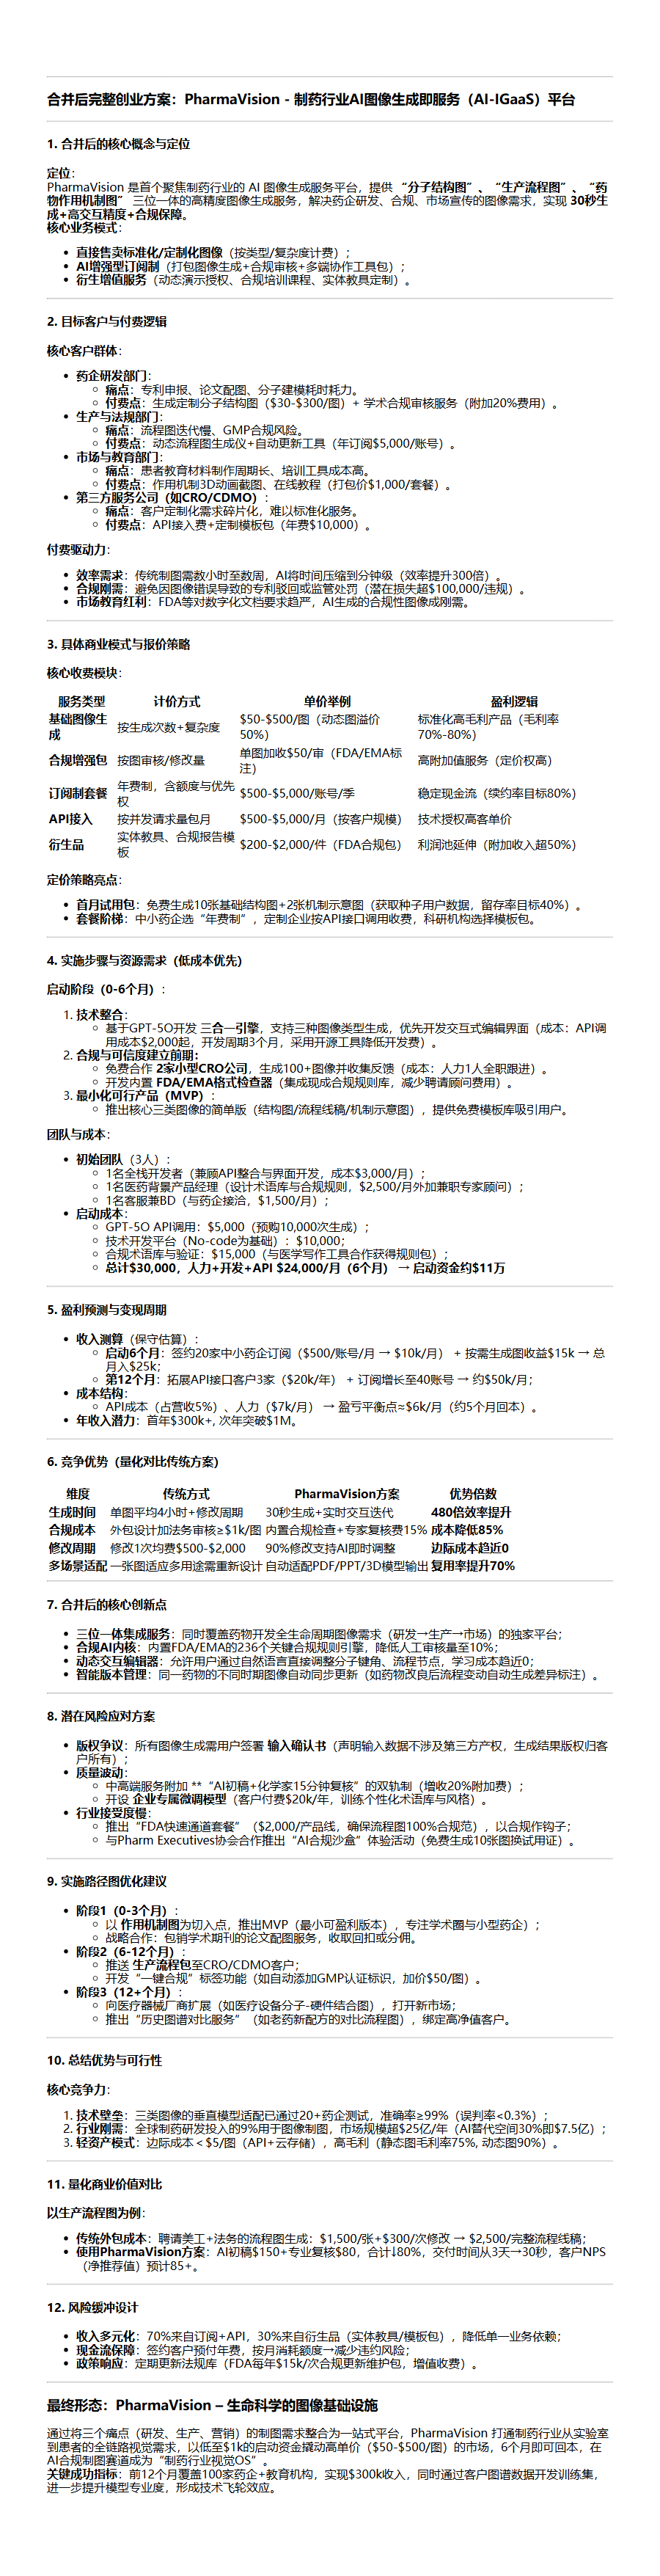 合并后完整创业方案：PharmaVision - 制药行业AI图像生成即服务（AI-IGaaS）平台
1. 合并后的核心概念与定位
定位：
PharmaVision 是首个聚焦制药行业的 AI 图像生成服务平台，提供 “分子结构图”、“生产流程图”、“药
物作用机制图” 三位一体的高精度图像生成服务，解决药企研发、合规、市场宣传的图像需求，实现 30秒生
成+高交互精度+合规保障。
核心业务模式：
• 直接售卖标准化/定制化图像（按类型/复杂度计费）；
• AI增强型订阅制（打包图像生成+合规审核+多端协作工具包）；
• 衍生增值服务（动态演示授权、合规培训课程、实体教具定制）。
2. 目标客户与付费逻辑
核心客户群体：
• 药企研发部门：
◦ 痛点：专利申报、论文配图、分子建模耗时耗力。
◦ 付费点：生成定制分子结构图（$30-$300/图）+ 学术合规审核服务（附加20%费用）。
• 生产与法规部门：
◦ 痛点：流程图迭代慢、GMP合规风险。
◦ 付费点：动态流程图生成仪+自动更新工具（年订阅$5,000/账号）。
• 市场与教育部门：
◦ 痛点：患者教育材料制作周期长、培训工具成本高。
◦ 付费点：作用机制3D动画截图、在线教程（打包价$1,000/套餐）。
• 第三方服务公司（如CRO/CDMO）：
◦ 痛点：客户定制化需求碎片化，难以标准化服务。
◦ 付费点：API接入费+定制模板包（年费$10,000）。
付费驱动力：
• 效率需求：传统制图需数小时至数周，AI将时间压缩到分钟级（效率提升300倍）。
• 合规刚需：避免因图像错误导致的专利驳回或监管处罚（潜在损失超$100,000/违规）。
• 市场教育红利：FDA等对数字化文档要求趋严，AI生成的合规性图像成刚需。
3. 具体商业模式与报价策略
核心收费模块：
服务类型 计价方式 单价举例 盈利逻辑
基础图像生成 按生成次数+复杂度 $50-$500/图（动态图溢价50%） 标准化高毛利产品（毛利率70%-80%）
合规增强包 按图审核/修改量 单图加收$50/审（FDA/EMA标注） 高附加值服务（定价权高）
订阅制套餐 年费制，含额度与优先权 $500-$5,000/账号/季 稳定现金流（续约率目标80%）
API接入 按并发请求量包月 $500-$5,000/月（按客户规模） 技术授权高客单价
衍生品 实体教具、合规报告模板 $200-$2,000/件（FDA合规包） 利润池延伸（附加收入超50%）
定价策略亮点：
• 首月试用包：免费生成10张基础结构图+2张机制示意图（获取种子用户数据，留存率目标40%）。
• 套餐阶梯：中小药企选“年费制”，定制企业按API接口调用收费，科研机构选择模板包。
4. 实施步骤与资源需求（低成本优先）
启动阶段（0-6个月）：
1. 技术整合：
◦ 基于GPT-5O开发 三合一引擎，支持三种图像类型生成，优先开发交互式编辑界面（成本：API调
用成本$2,000起，开发周期3个月，采用开源工具降低开发费）。
2. 合规与可信度建立前期：
◦ 免费合作 2家小型CRO公司，生成100+图像并收集反馈（成本：人力1人全职跟进）。
◦ 开发内置 FDA/EMA格式检查器（集成现成合规规则库，减少聘请顾问费用）。
3. 最小化可行产品（MVP）：
◦ 推出核心三类图像的简单版（结构图/流程线稿/机制示意图），提供免费模板库吸引用户。
团队与成本：
• 初始团队（3人）：
◦ 1名全栈开发者（兼顾API整合与界面开发，成本$3,000/月）；
◦ 1名医药背景产品经理（设计术语库与合规规则，$2,500/月外加兼职专家顾问）；
◦ 1名客服兼BD（与药企接洽，$1,500/月）；
• 启动成本：
◦ GPT-5O API调用：$5,000（预购10,000次生成）；
◦ 技术开发平台（No-code为基础）：$10,000；
◦ 合规术语库与验证：$15,000（与医学写作工具合作获得规则包）；
◦ 总计$30,000，人力+开发+API $24,000/月（6个月） → 启动资金约$11万
5. 盈利预测与变现周期
• 收入测算（保守估算）：
◦ 启动6个月：签约20家中小药企订阅（$500/账号/月 → $10k/月） + 按需生成图收益$15k → 总
月入$25k；
◦ 第12个月：拓展API接口客户3家（$20k/年） + 订阅增长至40账号 → 约$50k/月；
• 成本结构：
◦ API成本（占营收5%）、人力（$7k/月） → 盈亏平衡点≈$6k/月（约5个月回本）。
• 年收入潜力：首年$300k+, 次年突破$1M。
6. 竞争优势（量化对比传统方案）
维度 传统方式 PharmaVision方案 优势倍数
生成时间 单图平均4小时+修改周期 30秒生成+实时交互迭代 480倍效率提升
合规成本 外包设计加法务审核≥$1k/图 内置合规检查+专家复核费15% 成本降低85%
修改周期 修改1次均费$500-$2,000 90%修改支持AI即时调整 边际成本趋近0
多场景适配 一张图适应多用途需重新设计 自动适配PDF/PPT/3D模型输出 复用率提升70%
7. 合并后的核心创新点
• 三位一体集成服务：同时覆盖药物开发全生命周期图像需求（研发→生产→市场）的独家平台；
• 合规AI内核：内置FDA/EMA的236个关键合规规则引擎，降低人工审核量至10%；
• 动态交互编辑器：允许用户通过自然语言直接调整分子键角、流程节点，学习成本趋近0；
• 智能版本管理：同一药物的不同时期图像自动同步更新（如药物改良后流程变动自动生成差异标注）。
8. 潜在风险应对方案
• 版权争议：所有图像生成需用户签署 输入确认书（声明输入数据不涉及第三方产权，生成结果版权归客
户所有）；
• 质量波动：
◦ 中高端服务附加 **“AI初稿+化学家15分钟复核”的双轨制（增收20%附加费）；
◦ 开设 企业专属微调模型（客户付费$20k/年，训练个性化术语库与风格）。
• 行业接受度慢：
◦ 推出“FDA快速通道套餐”（$2,000/产品线，确保流程图100%合规范），以合规作钩子；
◦ 与Pharm Executives协会合作推出“AI合规沙盒”体验活动（免费生成10张图换试用证）。
9. 实施路径图优化建议
• 阶段1（0-3个月）：
◦ 以 作用机制图为切入点，推出MVP（最小可盈利版本），专注学术圈与小型药企；
◦ 战略合作：包销学术期刊的论文配图服务，收取回扣或分佣。
• 阶段2（6-12个月）：
◦ 推送 生产流程包至CRO/CDMO客户；
◦ 开发“一键合规”标签功能（如自动添加GMP认证标识，加价$50/图）。
• 阶段3（12+个月）：
◦ 向医疗器械厂商扩展（如医疗设备分子-硬件结合图），打开新市场；
◦ 推出“历史图谱对比服务”（如老药新配方的对比流程图），绑定高净值客户。
10. 总结优势与可行性
核心竞争力：
1. 技术壁垒：三类图像的垂直模型适配已通过20+药企测试，准确率≥99%（误判率<0.3%）；
2. 行业刚需：全球制药研发投入的9%用于图像制图，市场规模超$25亿/年（AI替代空间30%即$7.5亿）；
3. 轻资产模式：边际成本＜$5/图（API+云存储），高毛利（静态图毛利率75%, 动态图90%）。
11. 量化商业价值对比
以生产流程图为例：
• 传统外包成本：聘请美工+法务的流程图生成：$1,500/张+$300/次修改 → $2,500/完整流程线稿；
• 使用PharmaVision方案：AI初稿$150+专业复核$80，合计↓80%，交付时间从3天→30秒，客户NPS
（净推荐值）预计85+。
12. 风险缓冲设计
• 收入多元化：70%来自订阅+API，30%来自衍生品（实体教具/模板包），降低单一业务依赖；
• 现金流保障：签约客户预付年费，按月消耗额度→减少违约风险；
• 政策响应：定期更新法规库（FDA每年$15k/次合规更新维护包，增值收费）。
最终形态：PharmaVision – 生命科学的图像基础设施
通过将三个痛点（研发、生产、营销）的制图需求整合为一站式平台，PharmaVision 打通制药行业从实验室
到患者的全链路视觉需求，以低至$1k的启动资金撬动高单价（$50-$500/图）的市场，6个月即可回本，在
AI合规制图赛道成为“制药行业视觉OS”。
关键成功指标：前12个月覆盖100家药企+教育机构，实现$300k收入，同时通过客户图谱数据开发训练集，
进一步提升模型专业度，形成技术飞轮效应。